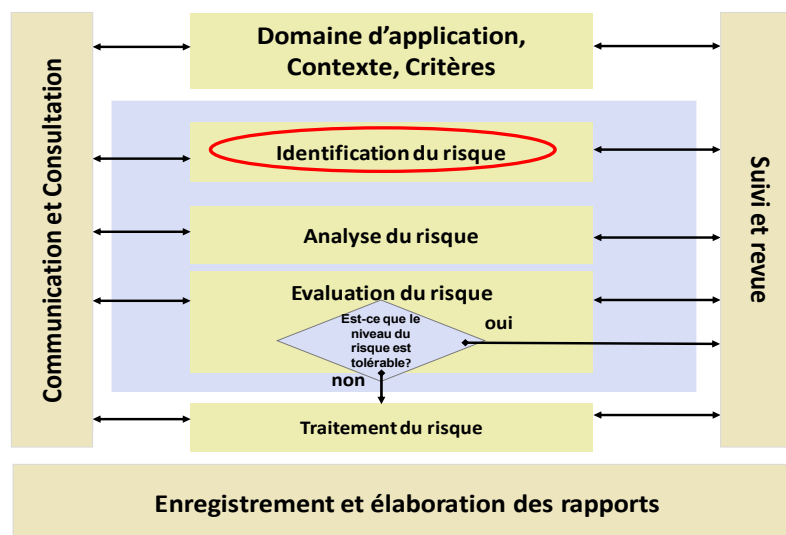 Domaine d'application,
Contexte, Critères
Communication et Consultation
Identification du risque
Suivi et revue
Analyse du risque
Evaluation du risque
Est-ce que le
niveau du
risque est
tolérable?
oui
non
Traitement du risque
Enregistrement et élaboration des rapports